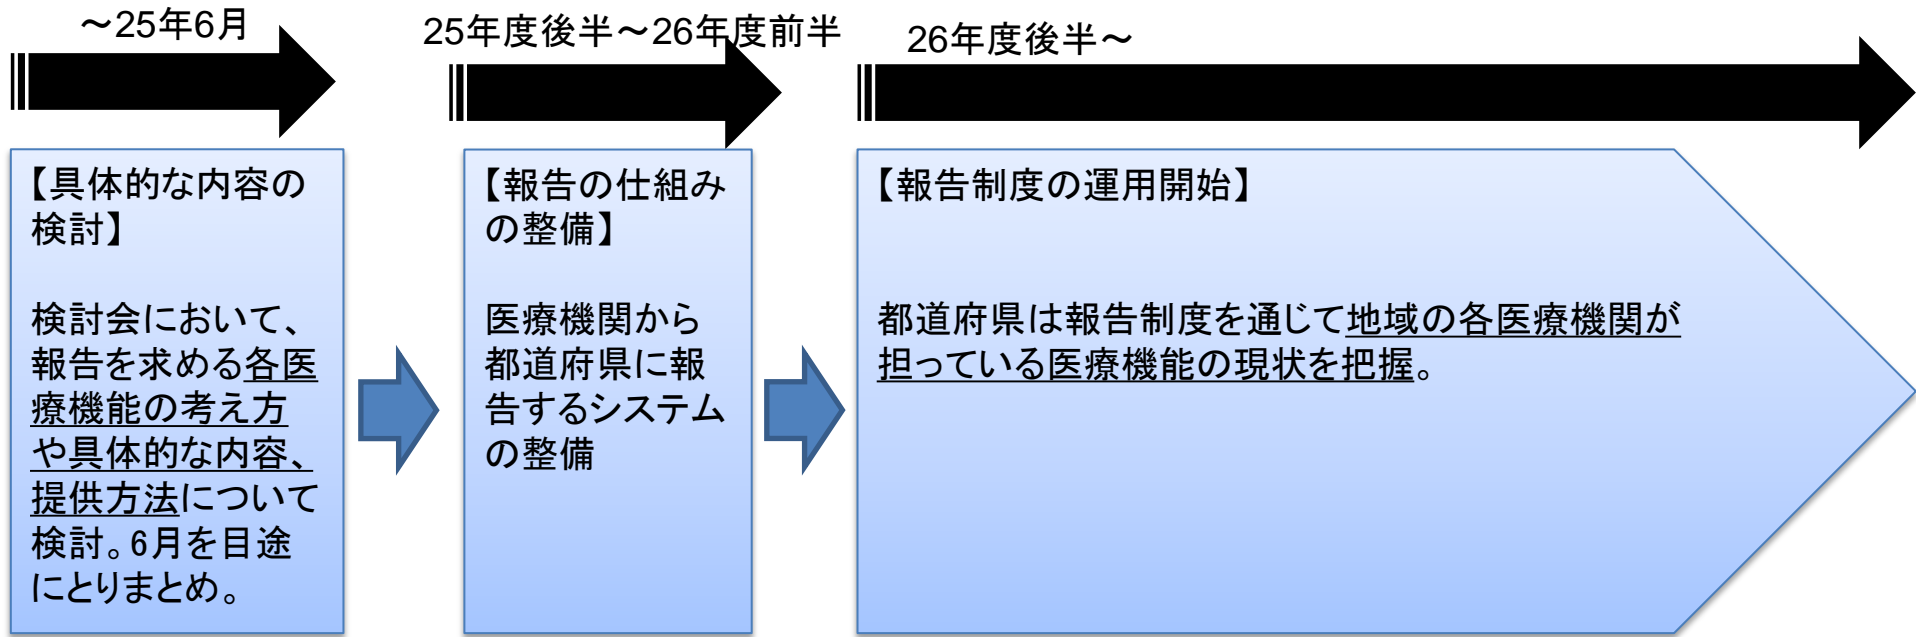 ～25年6月
25年度後半～26年度前半
26年度後半～
【具体的な内容の
検討】
検討会において、
報告を求める各医
療機能の考え方
や具体的な内容、
提供方法について
検討。6月を目途
にとりまとめ。
【報告の仕組み
の整備】
医療機関から
都道府県に報
告するシステム
の整備
【報告制度の運用開始】
都道府県は報告制度を通じて地域の各医療機関が
担っている医療機能の現状を把握。